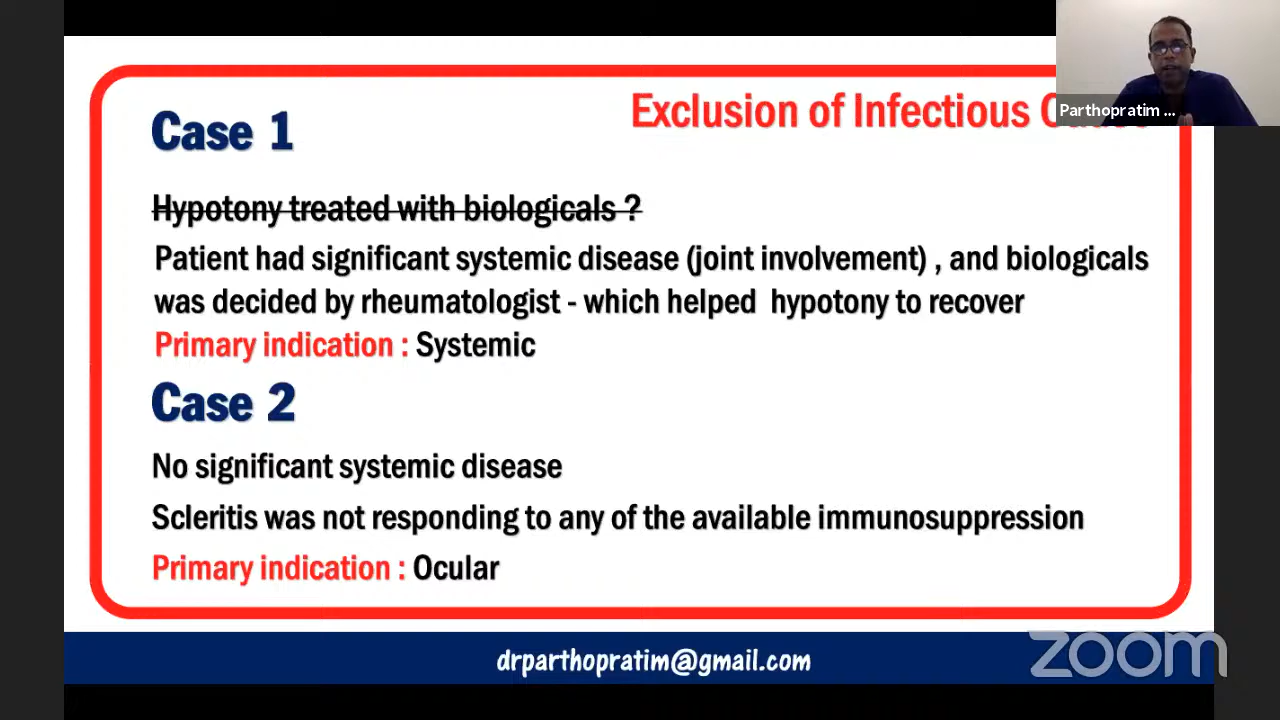 Exclusion of Infectious
Parthopratim ...
Case 1
Hypotony treated with biologicals ?
Patient had significant systemic disease (joint involvement) , and biologicals
was decided by rheumatologist - which helped hypotony to recover
Primary indication : Systemic
Case 2
No significant systemic disease
Scleritis was not responding to any of the available immunosuppression
Primary indication : Ocular
drparthopratim@gmail.com
zoom